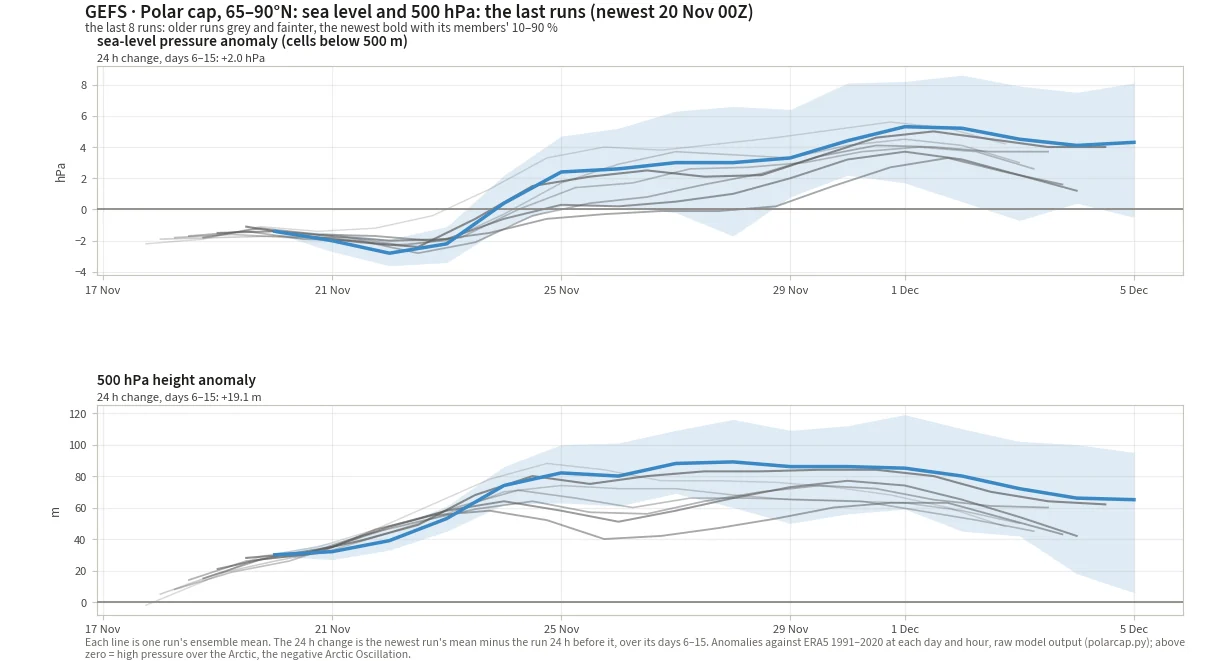 GEFS · Polar cap, 65–90°N: sea level and 500 hPa: the last runs (newest 20 Nov 00Z)
the last 8 runs: older runs grey and fainter, the newest bold with its members' 10–90 %
sea-level pressure anomaly (cells below 500 m)
24 h change, days 6–15: +2.0 hPa
8
6
4
2
0
−2
−4
hPa
17 Nov 21 Nov 25 Nov 29 Nov 1 Dec 5 Dec
500 hPa height anomaly
24 h change, days 6–15: +19.1 m
120
100
80
60
40
20
0
m
17 Nov 21 Nov 25 Nov 29 Nov 1 Dec 5 Dec
Each line is one run's ensemble mean. The 24 h change is the newest run's mean minus the run 24 h before it, over its days 6–15. Anomalies against ERA5 1991–2020 at each day and hour, raw model output (polarcap.py); above
zero = high pressure over the Arctic, the negative Arctic Oscillation.